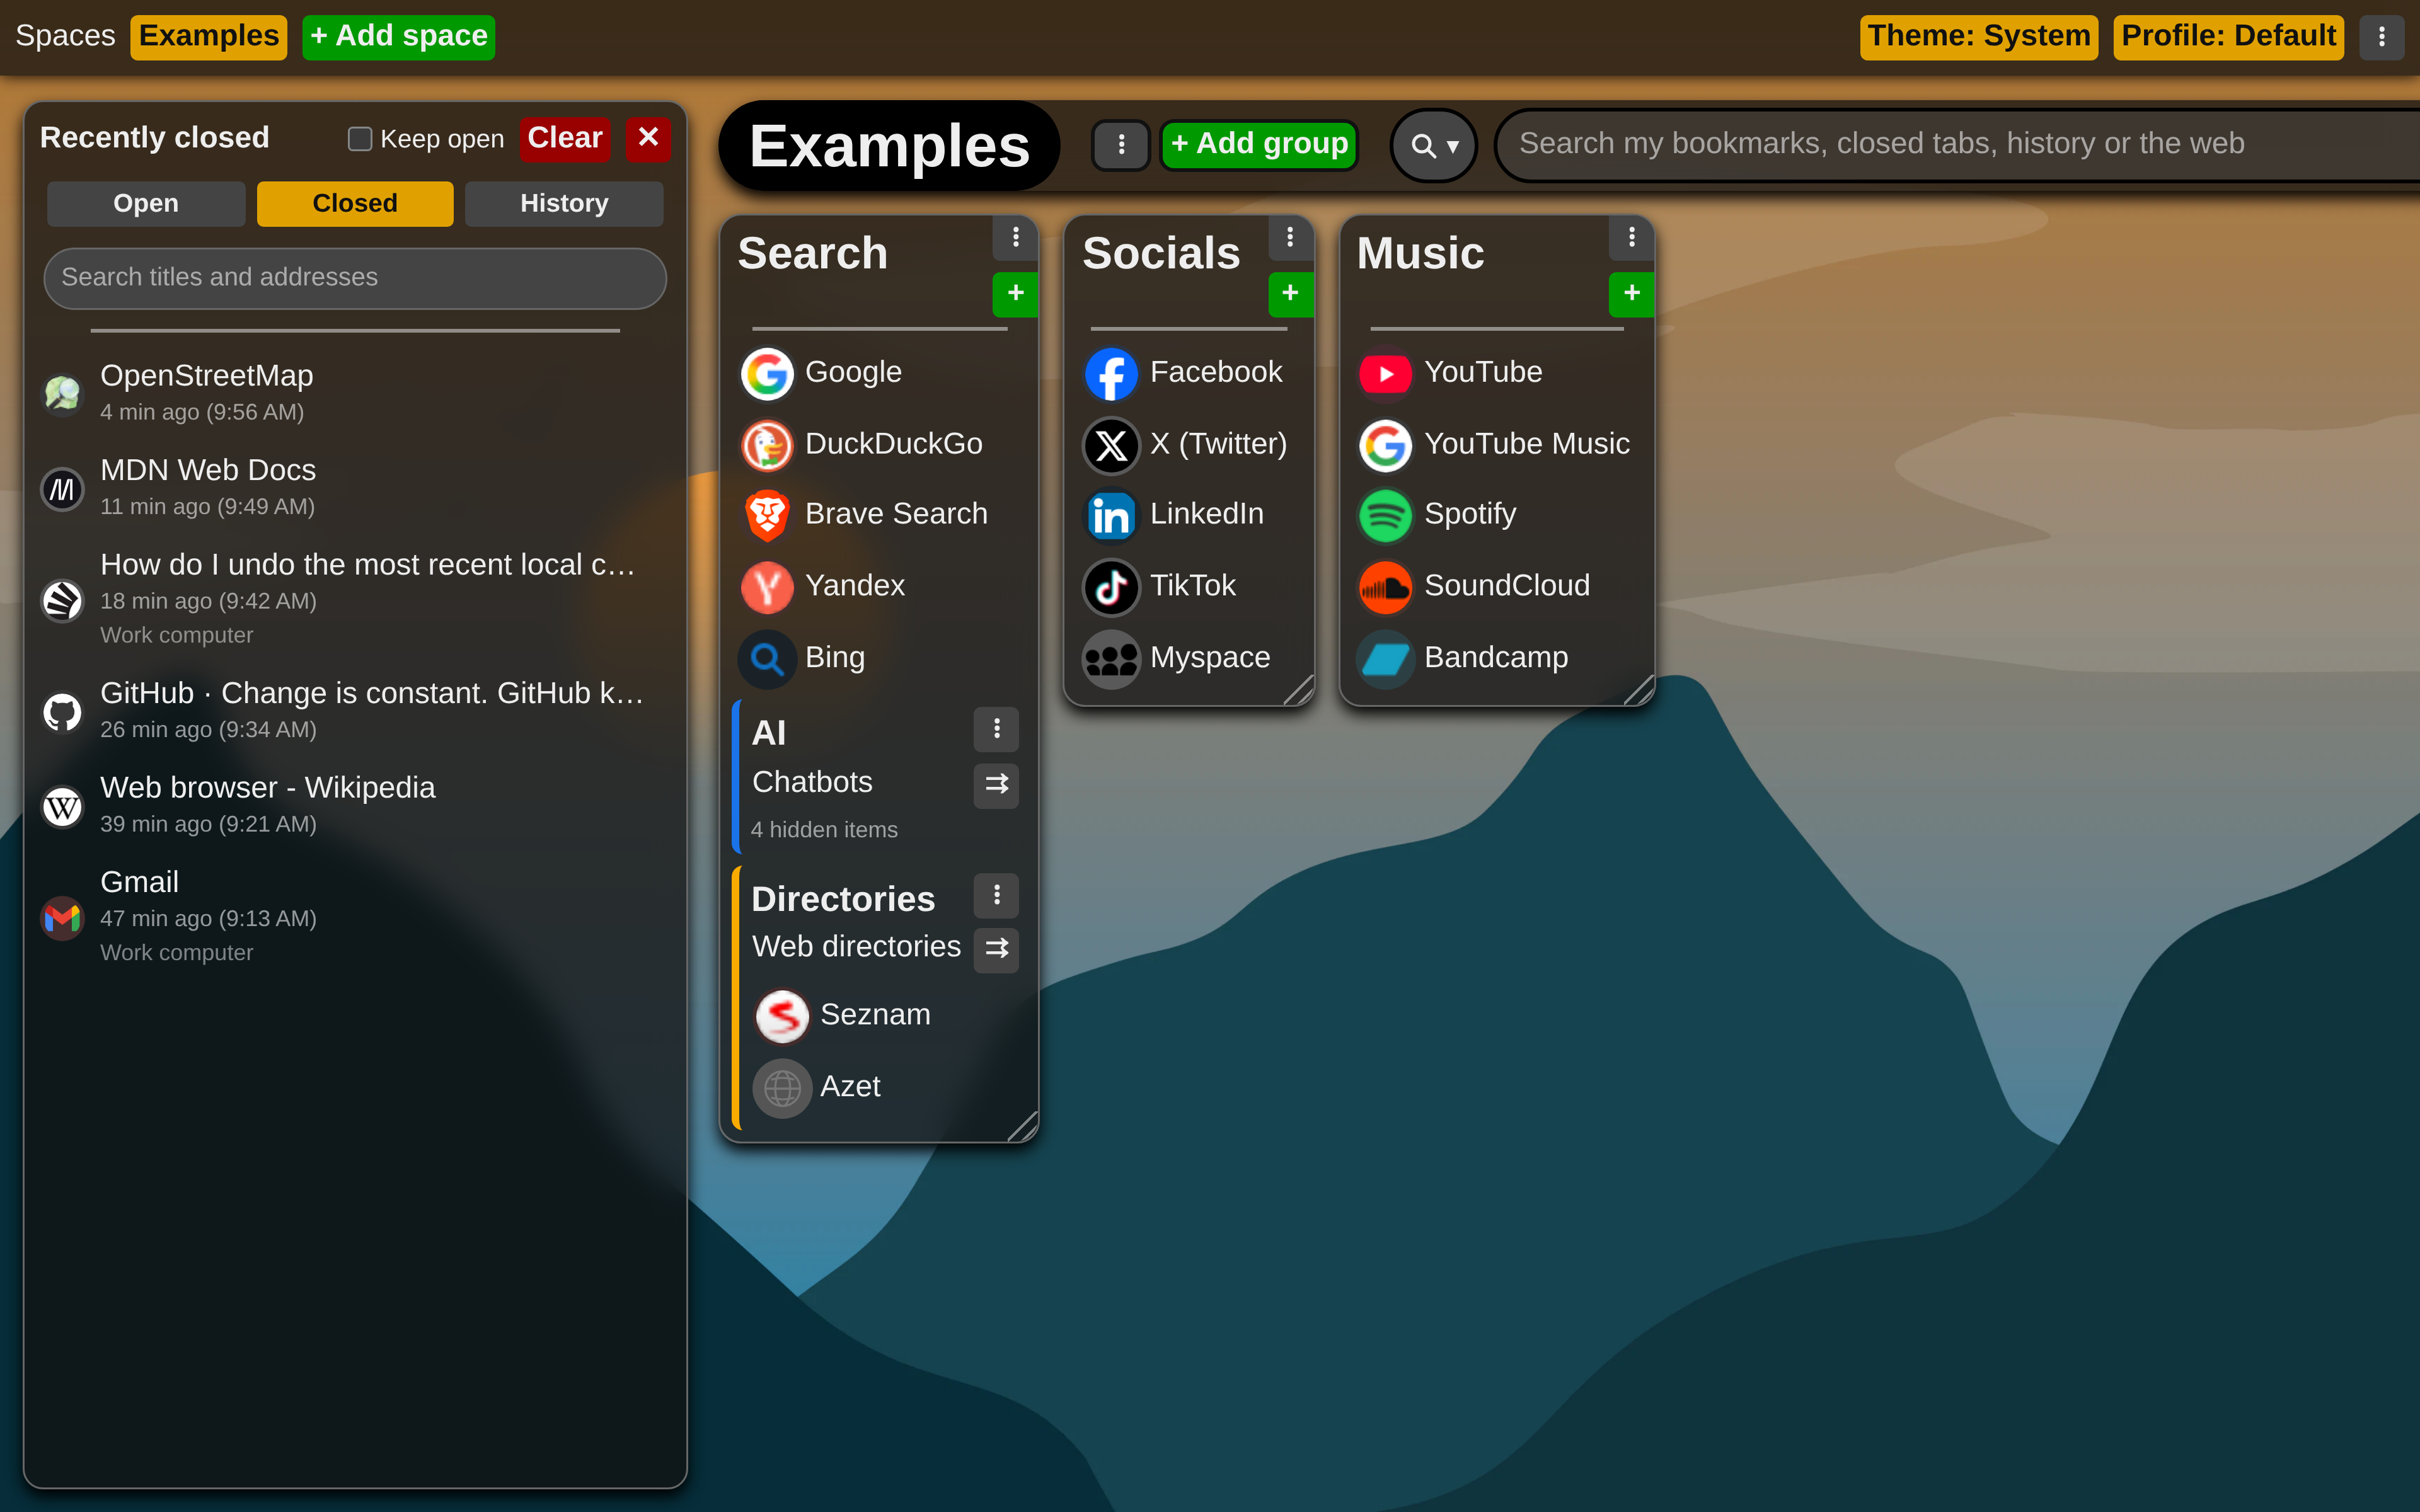 Spaces Examples + Add space Theme: System Profile: Default
Recently closed Keep open Clear ✕
Open Closed History
Search titles and addresses
OpenStreetMap
4 min ago (9:56 AM)
MDN Web Docs
11 min ago (9:49 AM)
How do I undo the most recent local c…
18 min ago (9:42 AM)
Work computer
GitHub · Change is constant. GitHub k…
26 min ago (9:34 AM)
Web browser - Wikipedia
39 min ago (9:21 AM)
Gmail
47 min ago (9:13 AM)
Work computer
Examples + Add group Search my bookmarks, closed tabs, history or the web
Search
+
Google
DuckDuckGo
Brave Search
Yandex
Bing
AI
Chatbots
4 hidden items
Directories
Web directories
Seznam
Azet
Socials
+
Facebook
X (Twitter)
LinkedIn
TikTok
Myspace
Music
+
YouTube
YouTube Music
Spotify
SoundCloud
Bandcamp